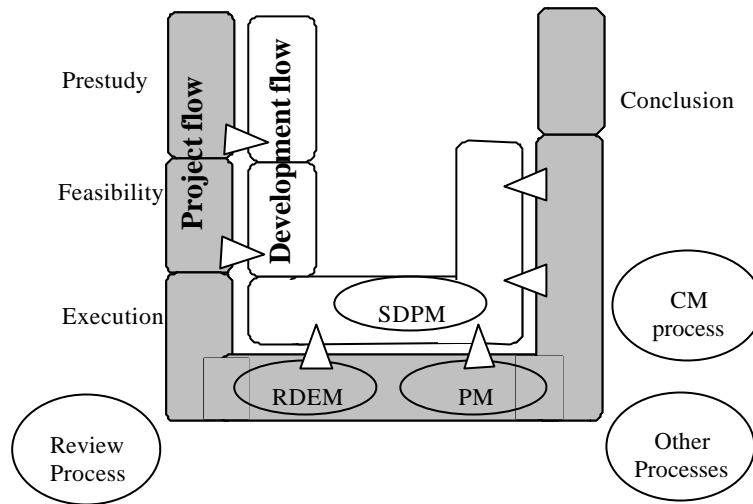 Prestudy
Project flow
Development flow
Conclusion
Feasibility
Execution
SDPM
CM
process
RDEM
PM
Review
Process
Other
Processes